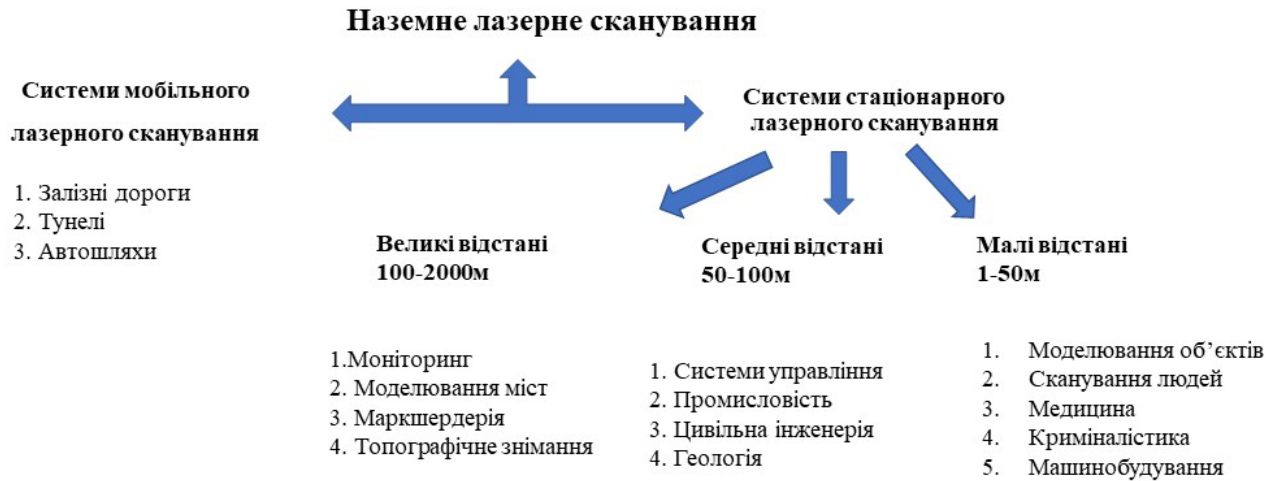 Наземне лазерне сканування
Системи мобільного
лазерного сканування
1. Залізні дороги
2. Тунелі
3. Автошляхи
Системи стаціонарного
лазерного сканування
Великі відстані
100-2000м
1.Моніторинг
2. Моделювання міст
3. Маркшердерія
4. Топографічне знімання
Середні відстані
50-100м
1. Системи управління
2. Промисловість
3. Цивільна інженерія
4. Геологія
Малі відстані
1-50м
1. Моделювання об’єктів
2. Сканування людей
3. Медицина
4. Криміналістика
5. Машинобудування